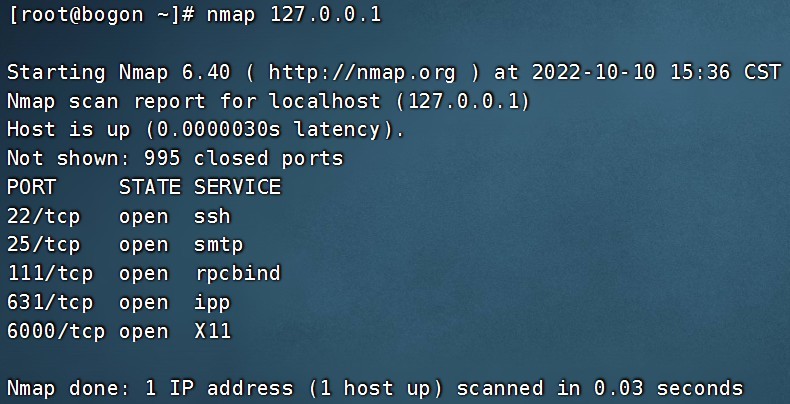 [root@bogon ~]# nmap 127.0.0.1
Starting Nmap 6.40 ( http://nmap.org ) at 2022-10-10 15:36 CST
Nmap scan report for localhost (127.0.0.1)
Host is up (0.0000030s latency).
Not shown: 995 closed ports
PORT     STATE SERVICE
22/tcp   open  ssh
25/tcp   open  smtp
111/tcp  open  rpcbind
631/tcp  open  ipp
6000/tcp open  X11
Nmap done: 1 IP address (1 host up) scanned in 0.03 seconds